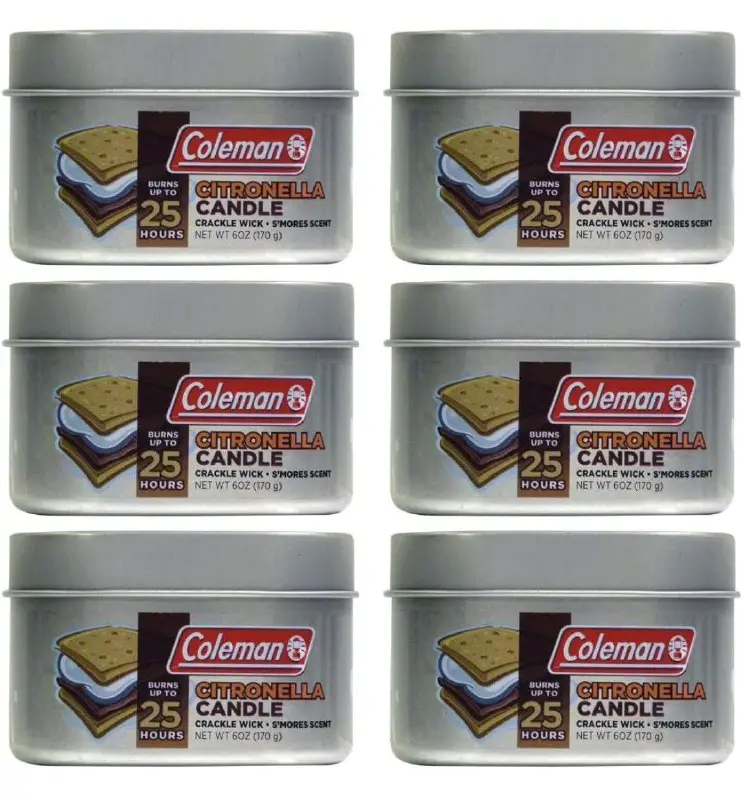 Coleman
BURNS
UP TO
25
HOURS
CITRONELLA
CANDLE
CRACKLE WICK • S'MORES SCENT
NET WT 6OZ (170 g)
Coleman
BURNS
UP TO
25
HOURS
CITRONELLA
CANDLE
CRACKLE WICK • S'MORES SCENT
NET WT 6OZ (170 g)
Coleman
BURNS
UP TO
25
HOURS
CITRONELLA
CANDLE
CRACKLE WICK • S'MORES SCENT
NET WT 6OZ (170 g)
Coleman
BURNS
UP TO
25
HOURS
CITRONELLA
CANDLE
CRACKLE WICK • S'MORES SCENT
NET WT 6OZ (170 g)
Coleman
BURNS
UP TO
25
HOURS
CITRONELLA
CANDLE
CRACKLE WICK • S'MORES SCENT
NET WT 6OZ (170 g)
Coleman
BURNS
UP TO
25
HOURS
CITRONELLA
CANDLE
CRACKLE WICK • S'MORES SCENT
NET WT 6OZ (170 g)